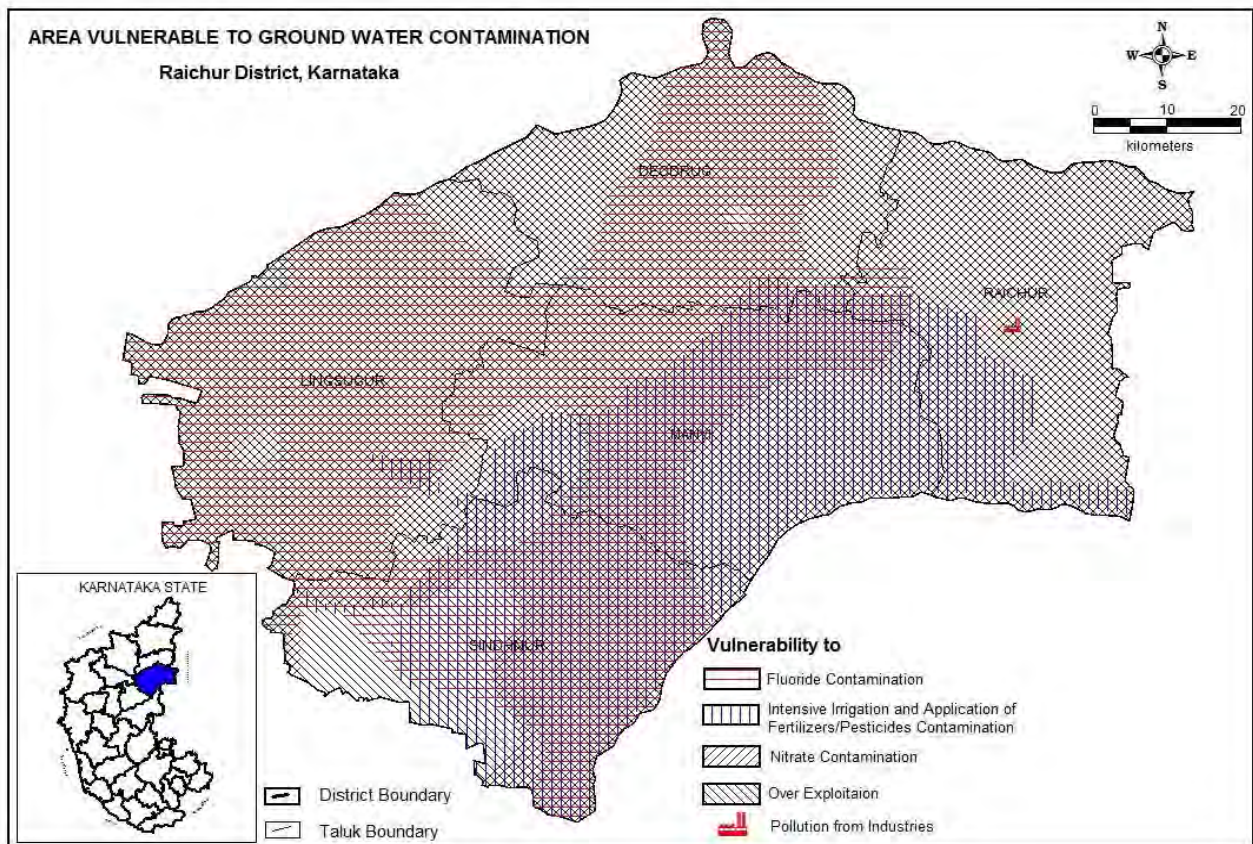 AREA VULNERABLE TO GROUND WATER CONTAMINATION
Raichur District, Karnataka
N
W E
S
0 10 20
kilometers
DEODRUG
RAICHUR
LINGSUGUR
MANVI
SINDHNUR
KARNATAKA STATE
District Boundary
Taluk Boundary
Vulnerability to
Fluoride Contamination
Intensive Irrigation and Application of
Fertilizers/Pesticides Contamination
Nitrate Contamination
Over Exploitaion
Pollution from Industries